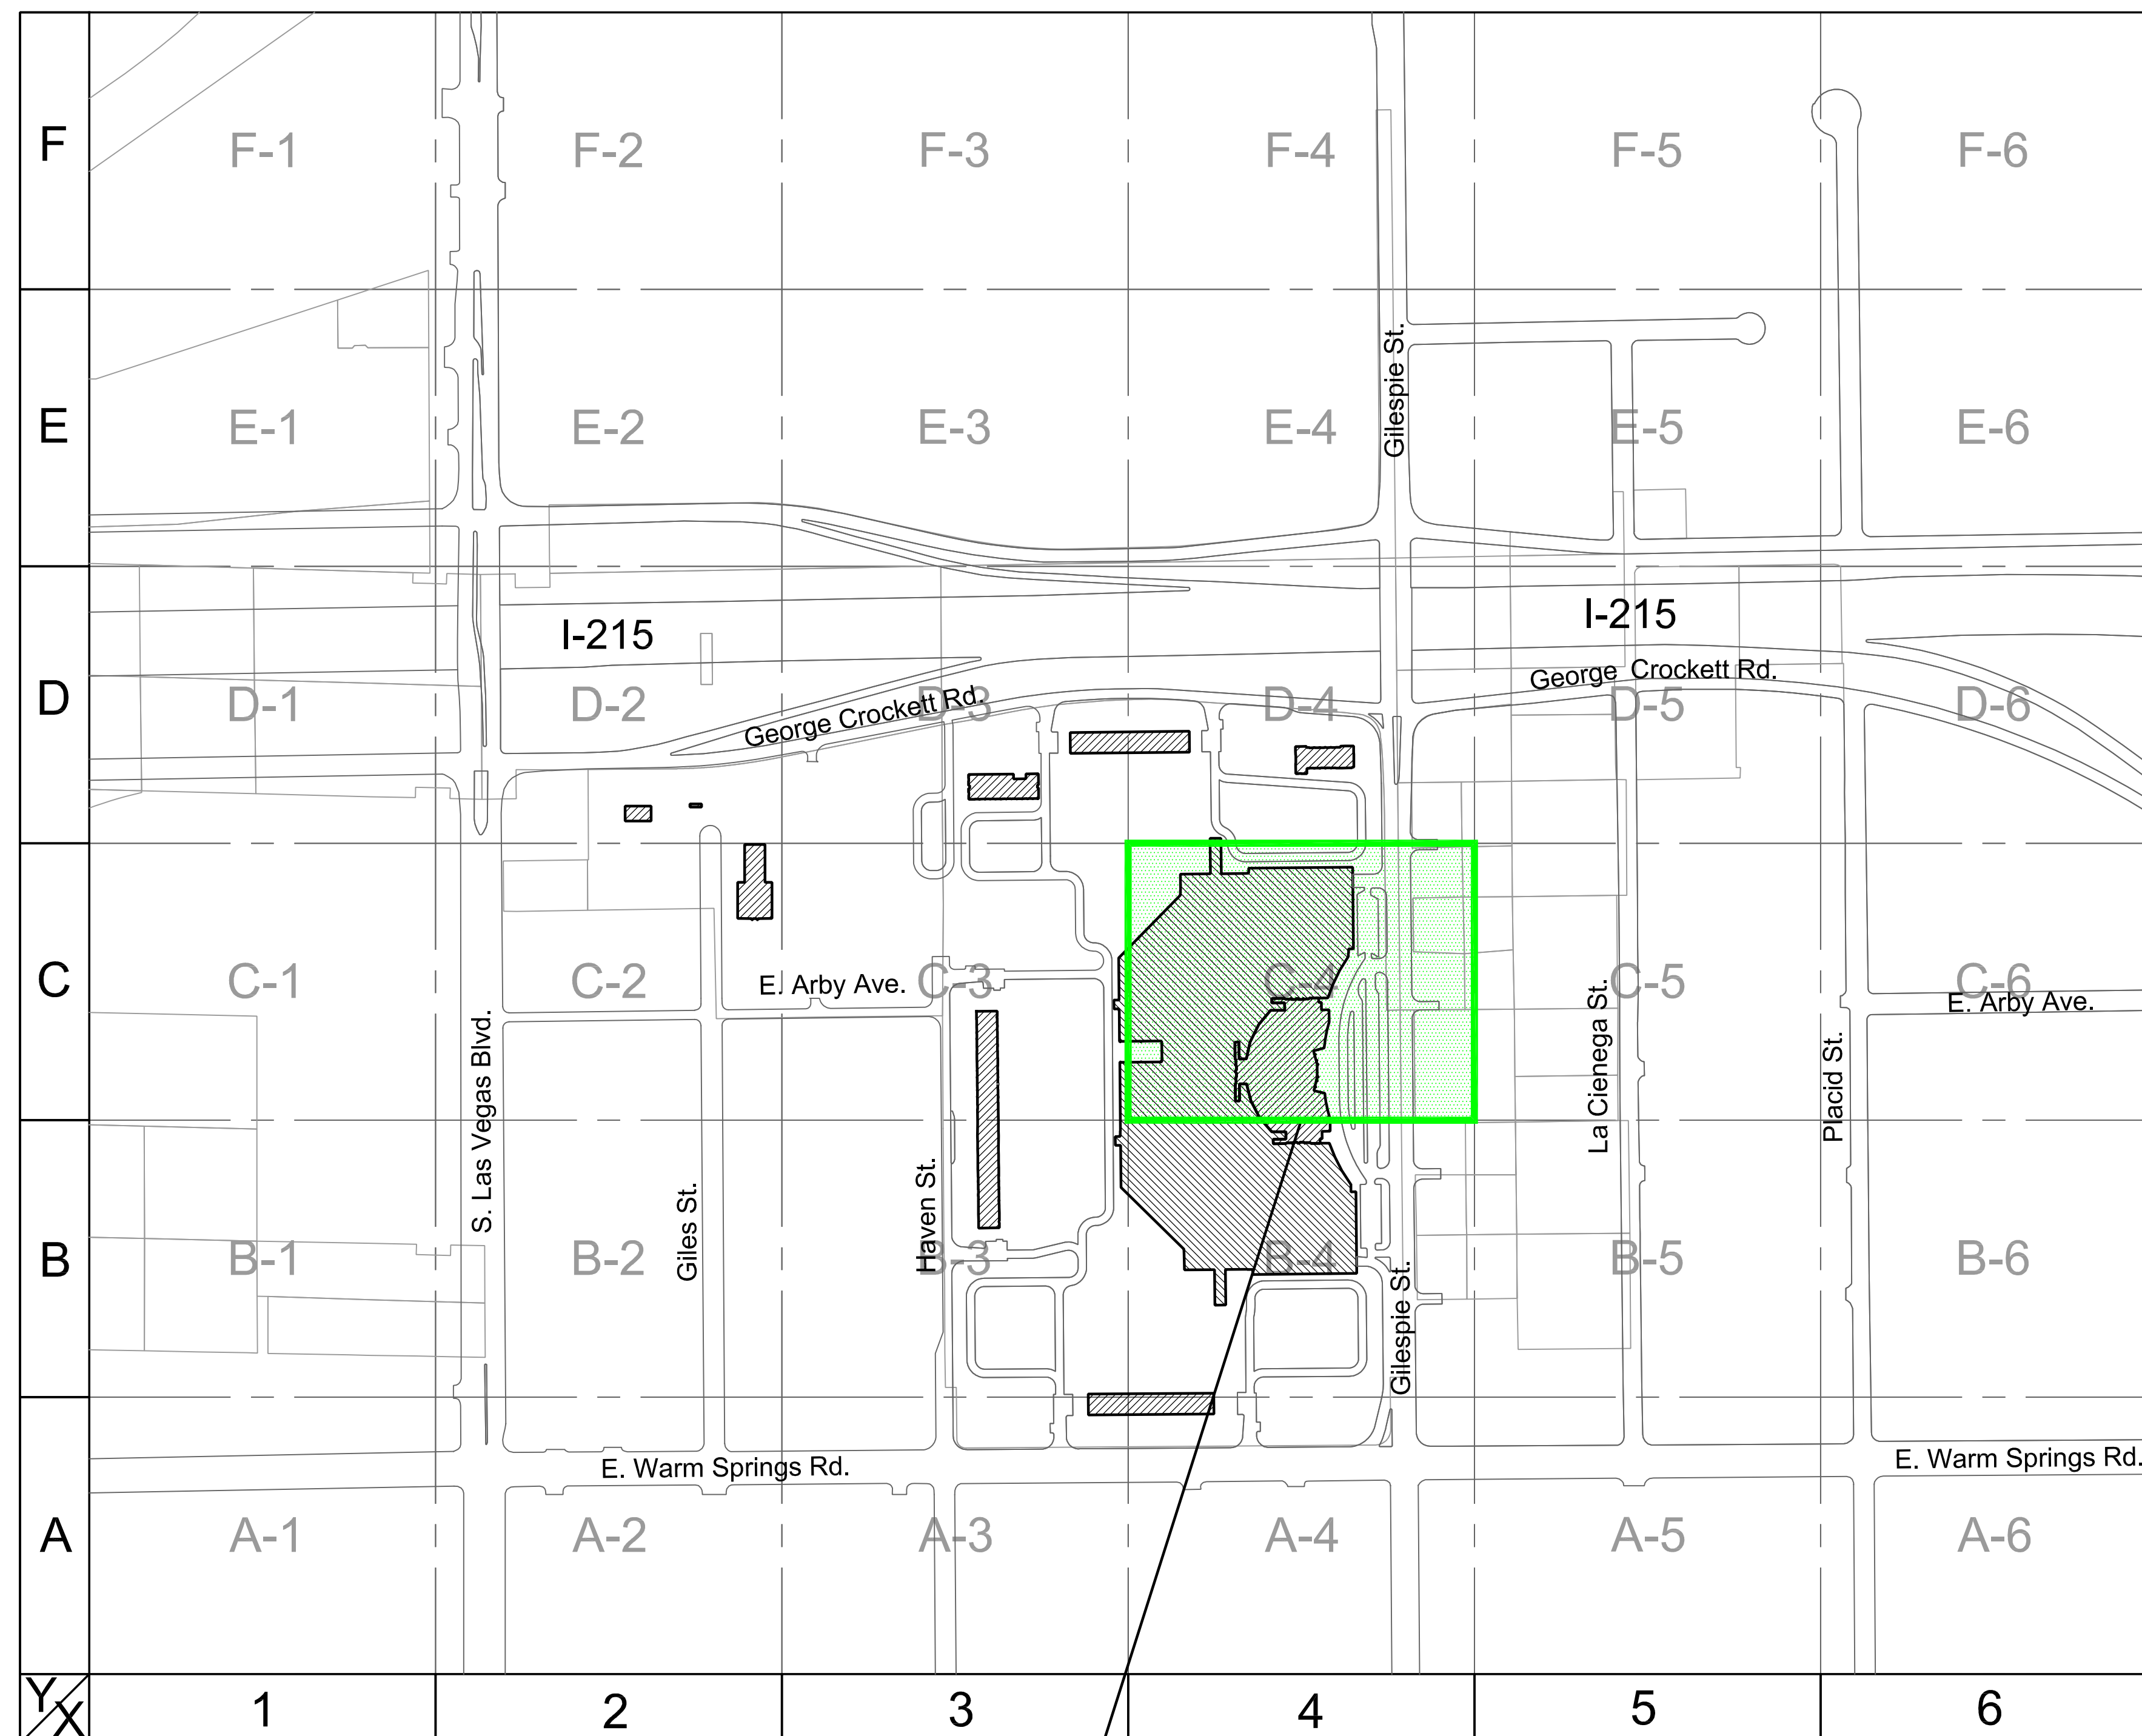 F
F-1
F-2
F-3
F-4
F-5
F-6
Gilespie St.
E
E-1
E-2
E-3
E-4
E-5
E-6
I-215
I-215
George Crockett Rd.
George Crockett Rd.
D
D-1
D-2
D-3
D-4
D-5
D-6
C
C-1
C-2
E. Arby Ave.
C-3
C-4
C-5
C-6
E. Arby Ave.
S. Las Vegas Blvd.
La Cienega St.
Placid St.
Giles St.
Haven St.
B
B-1
B-2
B-3
B-4
B-5
B-6
Gilespie St.
E. Warm Springs Rd.
E. Warm Springs Rd.
A
A-1
A-2
A-3
A-4
A-5
A-6
Y/X
1
2
3
4
5
6